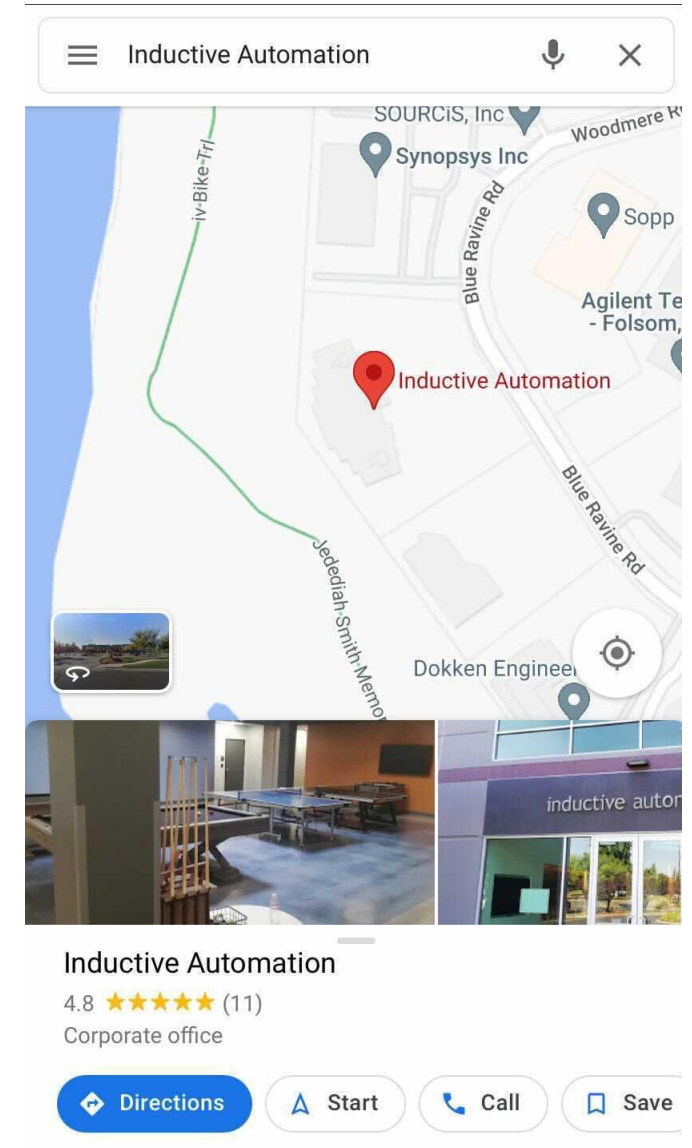 Inductive Automation
SOURCiS, Inc
Woodmere R
Synopsys Inc
iv-Bike-Trl
Blue Ravine Rd
Sopp
Agilent Te
- Folsom,
Inductive Automation
Blue Ravine Rd
Jedediah-Smith-Memo
Dokken Engineer
inductive autom
Inductive Automation
4.8 ★★★★★ (11)
Corporate office
Directions
Start
Call
Save